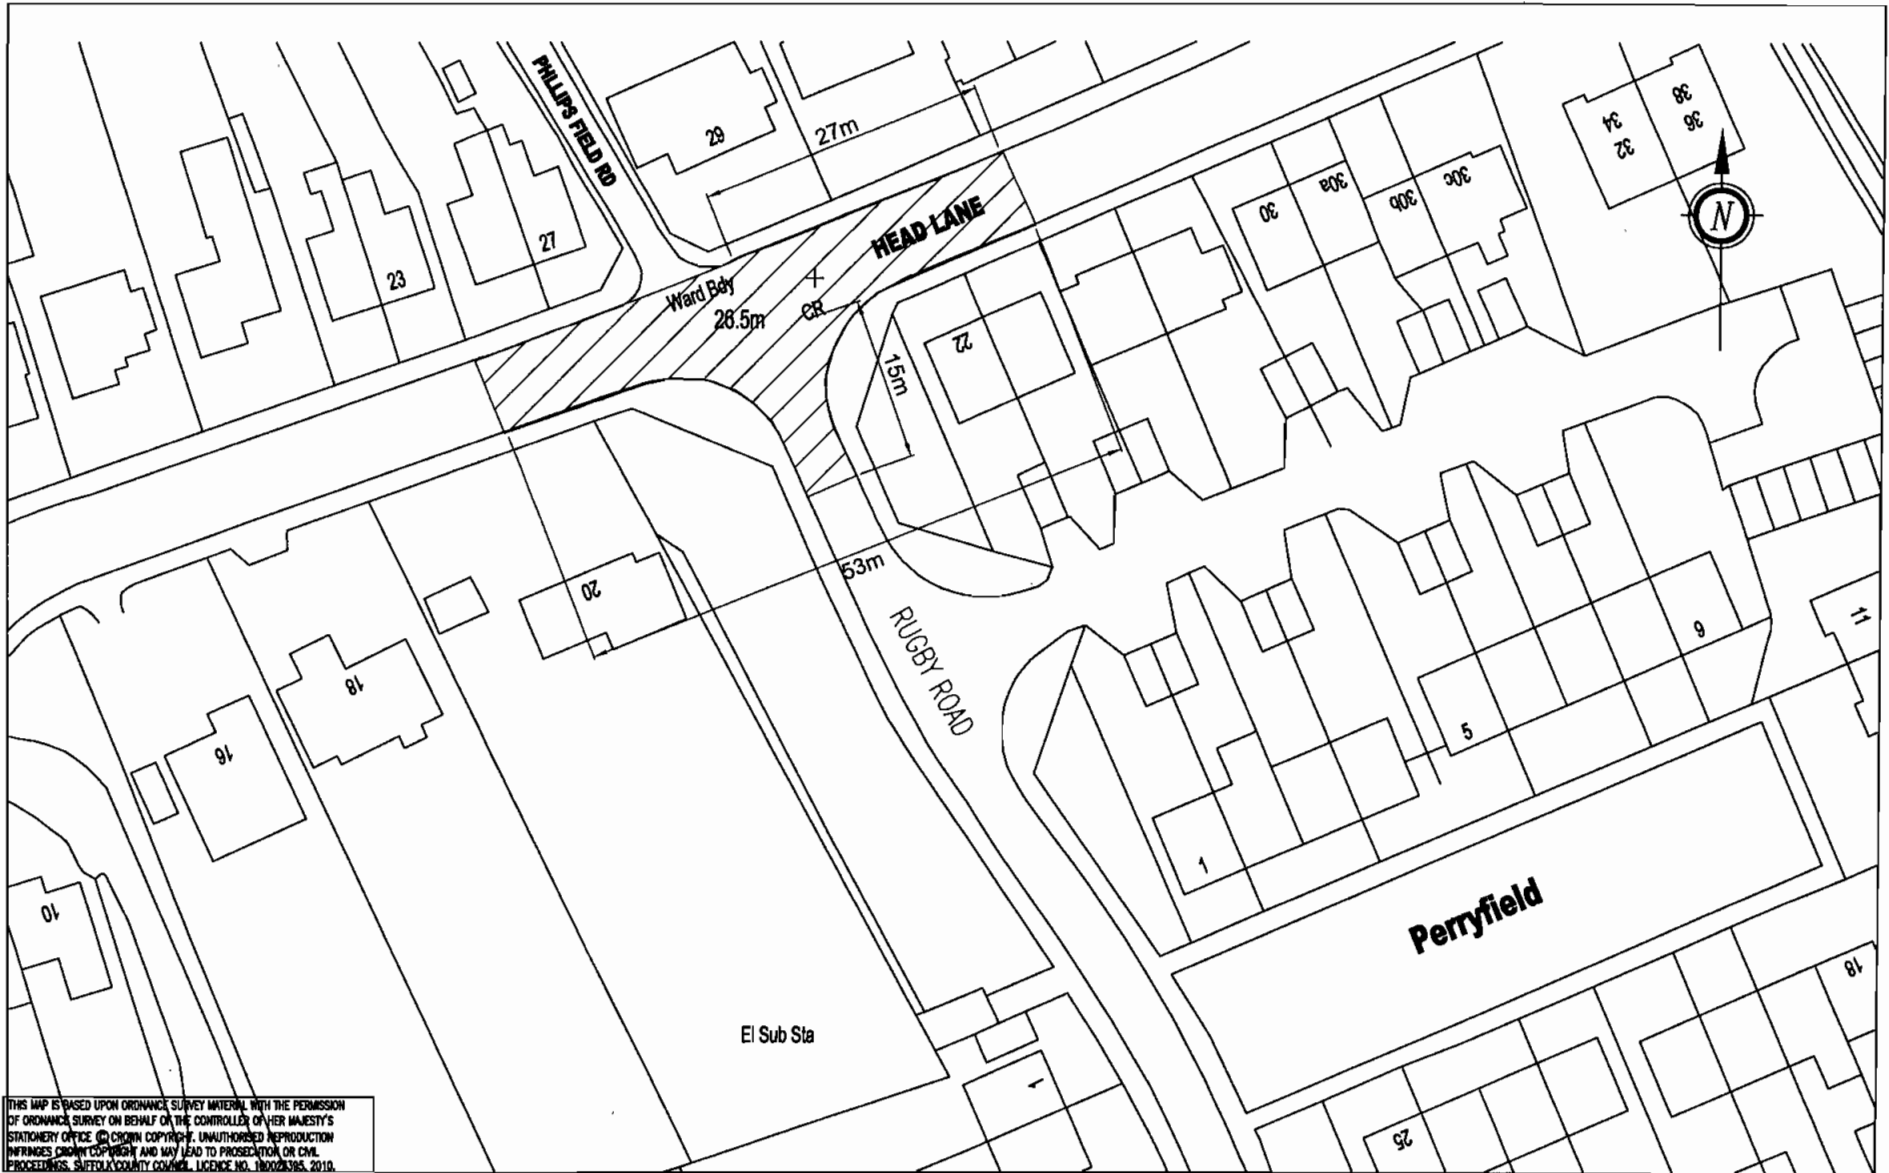 PHLLIPS FIELD RD
29
27m
38
36
34
32
30c
30b
30a
30
N
HEAD LANE
27
23
Ward Bdy
26.5m
CR
22
15m
53m
20
18
16
10
RUGBY ROAD
9
11
5
1
Perryfield
18
El Sub Sta
1
25
THIS MAP IS BASED UPON ORDNANCE SURVEY MATERIAL WITH THE PERMISSION
OF ORDNANCE SURVEY ON BEHALF OF THE CONTROLLER OF HER MAJESTY'S
STATIONERY OFFICE © CROWN COPYRIGHT. UNAUTHORISED REPRODUCTION
INFRINGES CROWN COPYRIGHT AND MAY LEAD TO PROSECUTION OR CIVIL
PROCEEDINGS. SUFFOLK COUNTY COUNCIL. LICENCE NO. 2010.